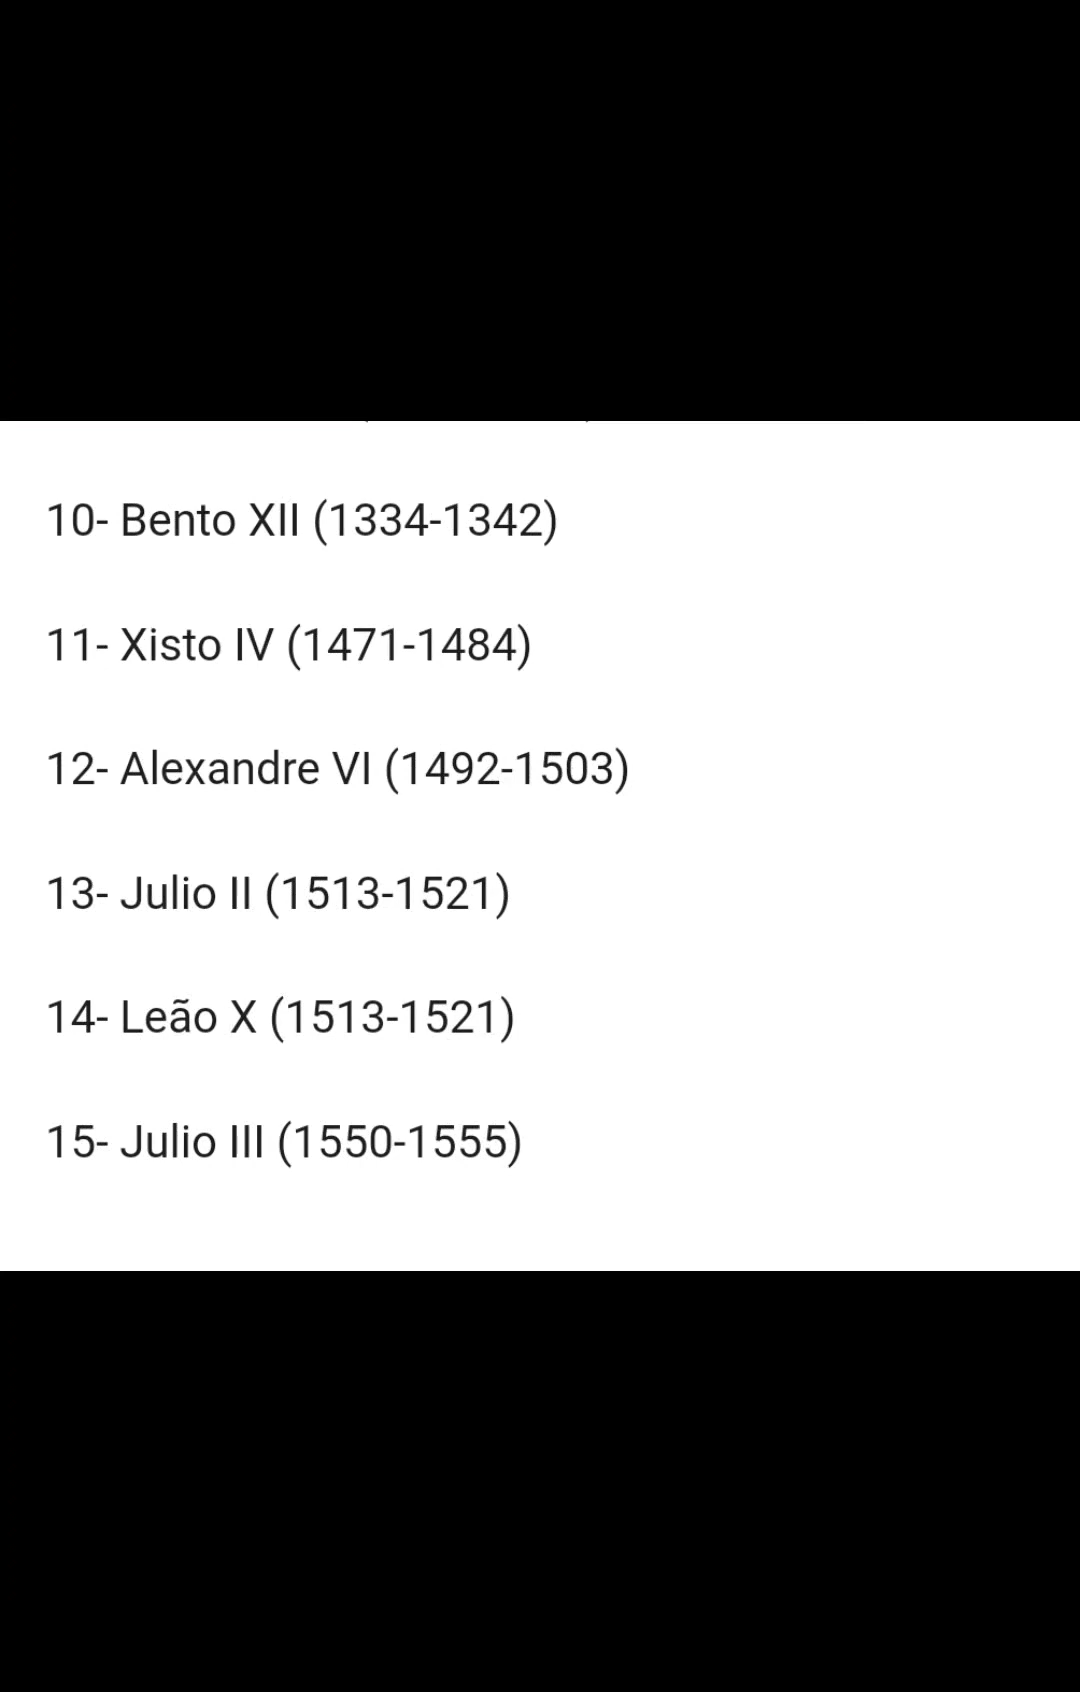 10- Bento XII (1334-1342)
11- Xisto IV (1471-1484)
12- Alexandre VI (1492-1503)
13- Julio II (1513-1521)
14- Leão X (1513-1521)
15- Julio III (1550-1555)